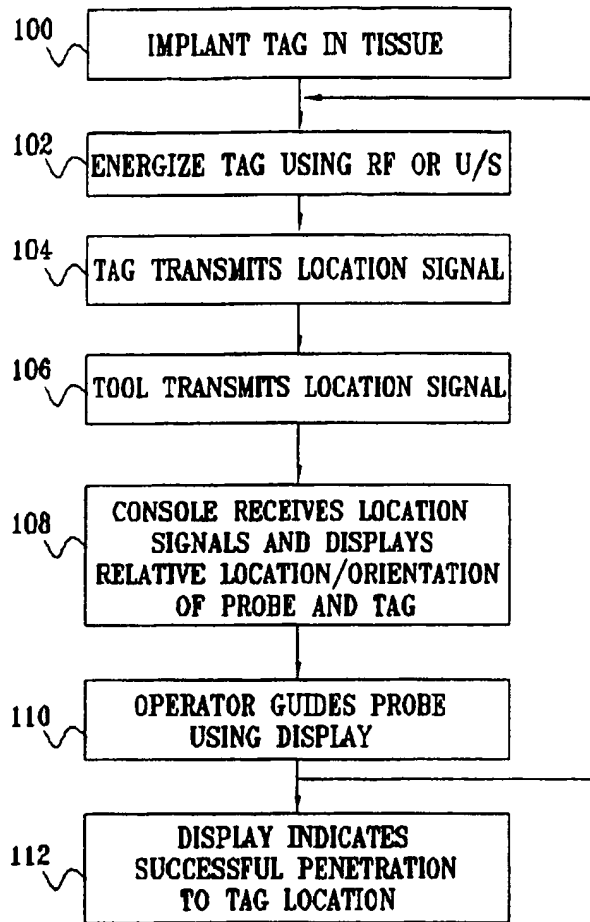 100
IMPLANT TAG IN TISSUE
102
ENERGIZE TAG USING RF OR U/S
104
TAG TRANSMITS LOCATION SIGNAL
106
TOOL TRANSMITS LOCATION SIGNAL
108
CONSOLE RECEIVES LOCATION
SIGNALS AND DISPLAYS
RELATIVE LOCATION/ORIENTATION
OF PROBE AND TAG
110
OPERATOR GUIDES PROBE
USING DISPLAY
112
DISPLAY INDICATES
SUCCESSFUL PENETRATION
TO TAG LOCATION